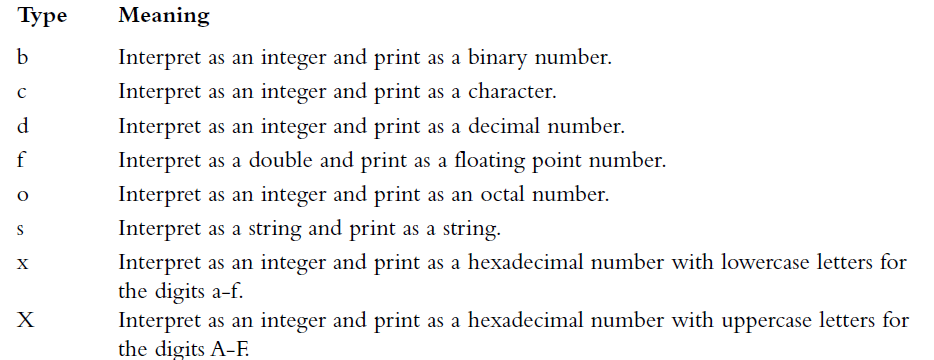 Type Meaning
b Interpret as an integer and print as a binary number.
c Interpret as an integer and print as a character.
d Interpret as an integer and print as a decimal number.
f Interpret as a double and print as a floating point number.
o Interpret as an integer and print as an octal number.
s Interpret as a string and print as a string.
x Interpret as an integer and print as a hexadecimal number with lowercase letters for
the digits a-f.
X Interpret as an integer and print as a hexadecimal number with uppercase letters for
the digits A-F.